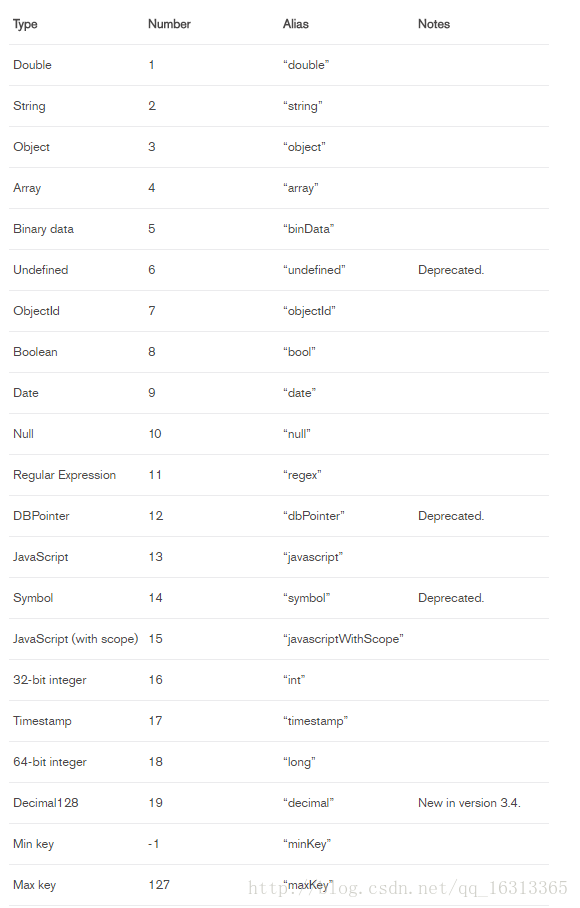 Type Number Alias Notes
Double 1 “double”
String 2 “string”
Object 3 “object”
Array 4 “array”
Binary data 5 “binData”
Undefined 6 “undefined” Deprecated.
ObjectId 7 “objectId”
Boolean 8 “bool”
Date 9 “date”
Null 10 “null”
Regular Expression 11 “regex”
DBPointer 12 “dbPointer” Deprecated.
JavaScript 13 “javascript”
Symbol 14 “symbol” Deprecated.
JavaScript (with scope) 15 “javascriptWithScope”
32-bit integer 16 “int”
Timestamp 17 “timestamp”
64-bit integer 18 “long”
Decimal128 19 “decimal” New in version 3.4.
Min key -1 “minKey”
Max key 127 “maxKey”
http://blog.csdn.net/qq_16313365